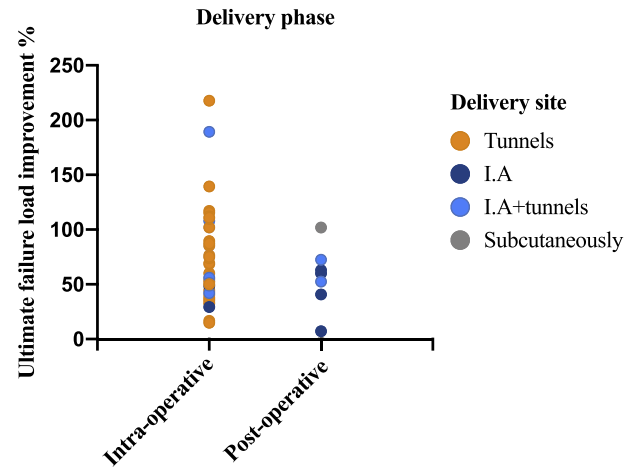 Delivery phase
Ultimate failure load improvement %
250
200
150
100
50
0
Intra-operative
Post-operative
Delivery site
Tunnels
I.A
I.A+tunnels
Subcutaneously